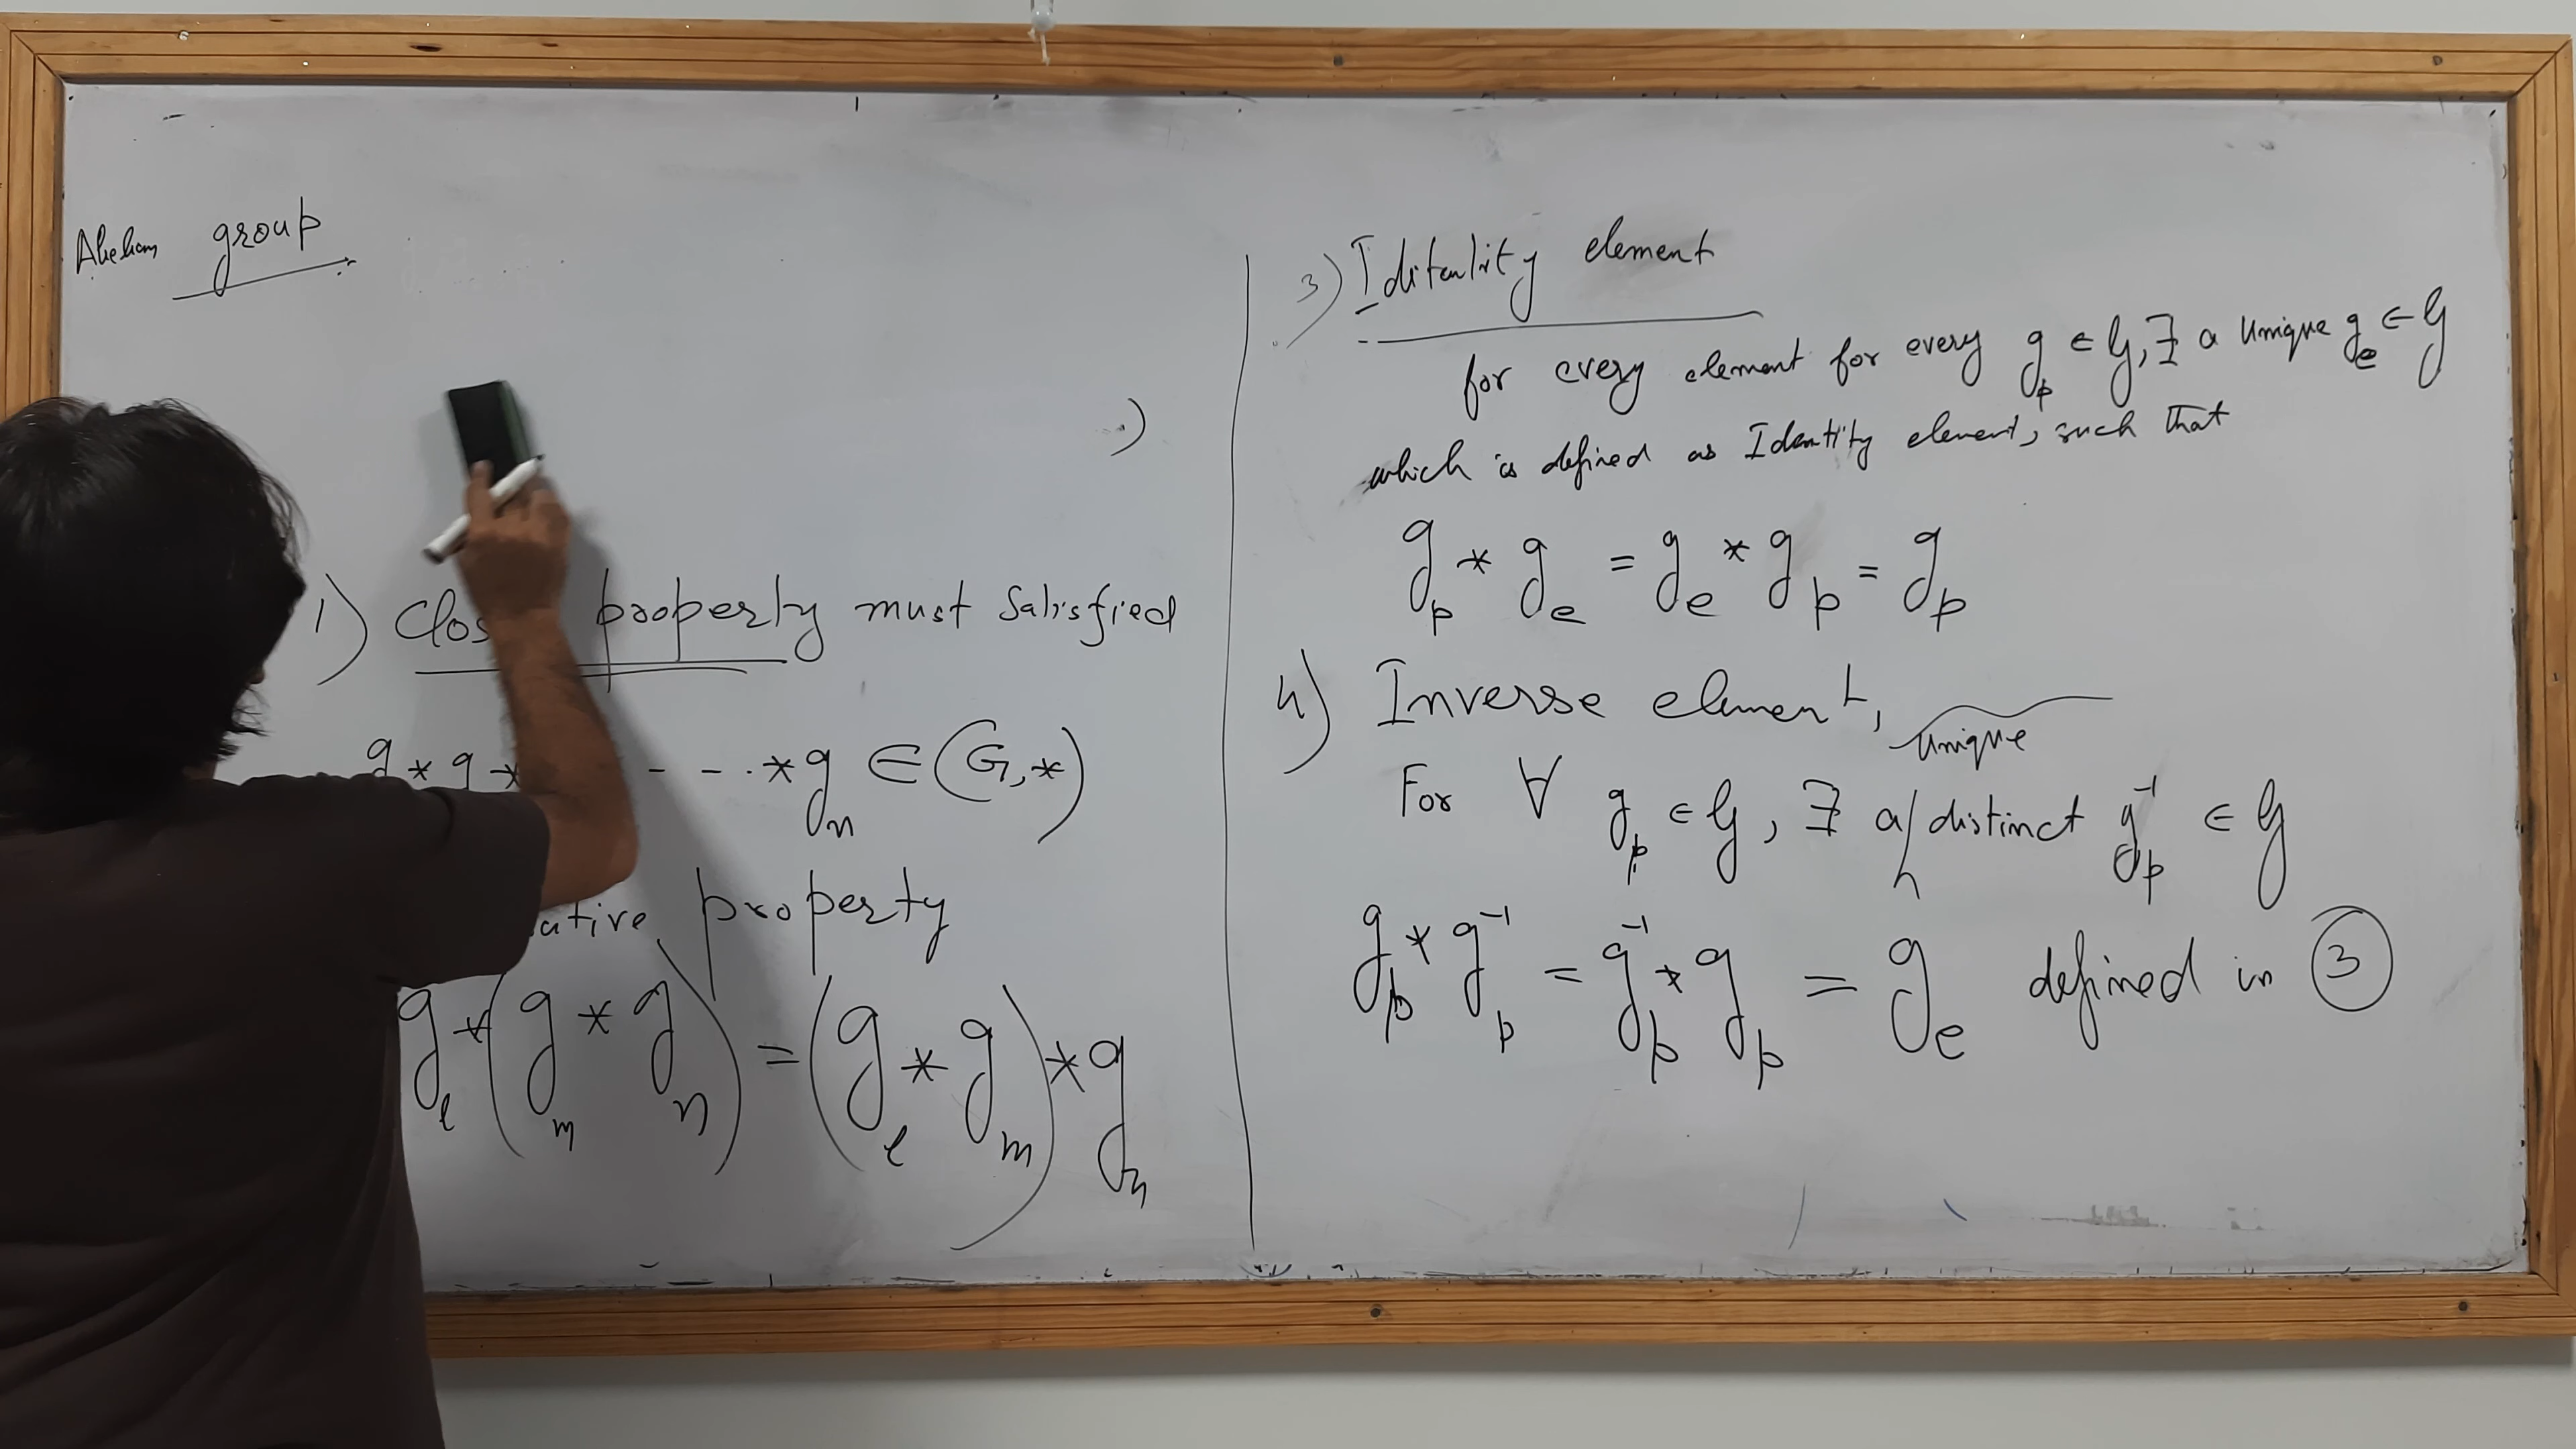 Abelian group
1) Clos property must satisfied
g * g * - - . * g_n ∈ (G, *)
ative property
g_l * (g_m * g_n) = (g_l * g_m) * g_n
3) Iditenlity element
for every element for every g_p ∈ G, ∃ a unique g_e ∈ G
which is defined as Identity element, such that
g_p * g_e = g_e * g_p = g_p
4) Inverse element,
unique
For ∀ g_p ∈ G, ∃ a / distinct g_p^-1 ∈ G
g_p * g_p^-1 = g_p^-1 * g_p = g_e defined in ③